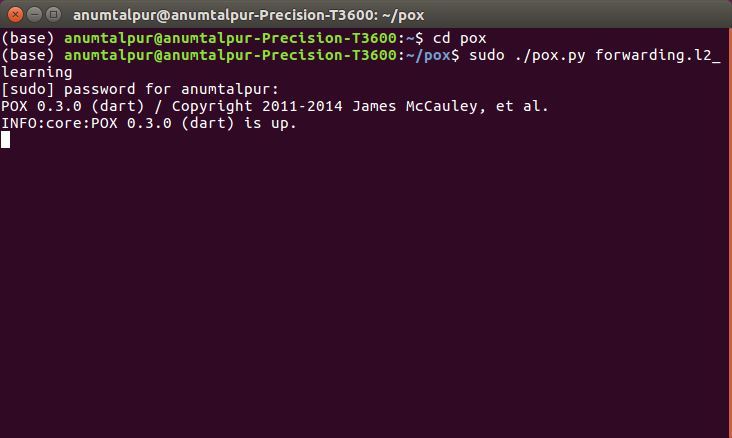 anumtalpur@anumtalpur-Precision-T3600: ~/pox
(base) anumtalpur@anumtalpur-Precision-T3600:~$ cd pox
(base) anumtalpur@anumtalpur-Precision-T3600:~/pox$ sudo ./pox.py forwarding.l2_
learning
[sudo] password for anumtalpur:
POX 0.3.0 (dart) / Copyright 2011-2014 James McCauley, et al.
INFO:core:POX 0.3.0 (dart) is up.